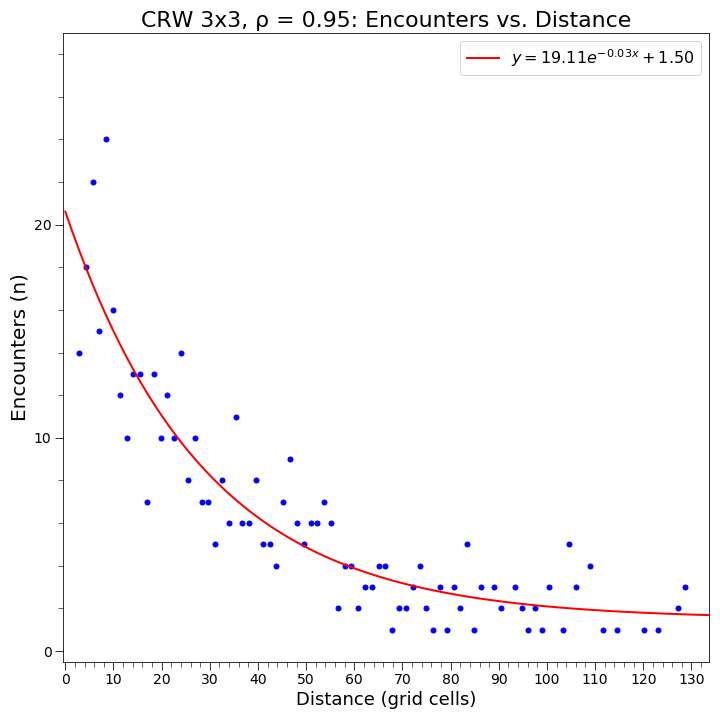 CRW 3x3, ρ = 0.95: Encounters vs. Distance
y = 19.11e^{-0.03x} + 1.50
Encounters (n)
20
10
0
0 10 20 30 40 50 60 70 80 90 100 110 120 130
Distance (grid cells)